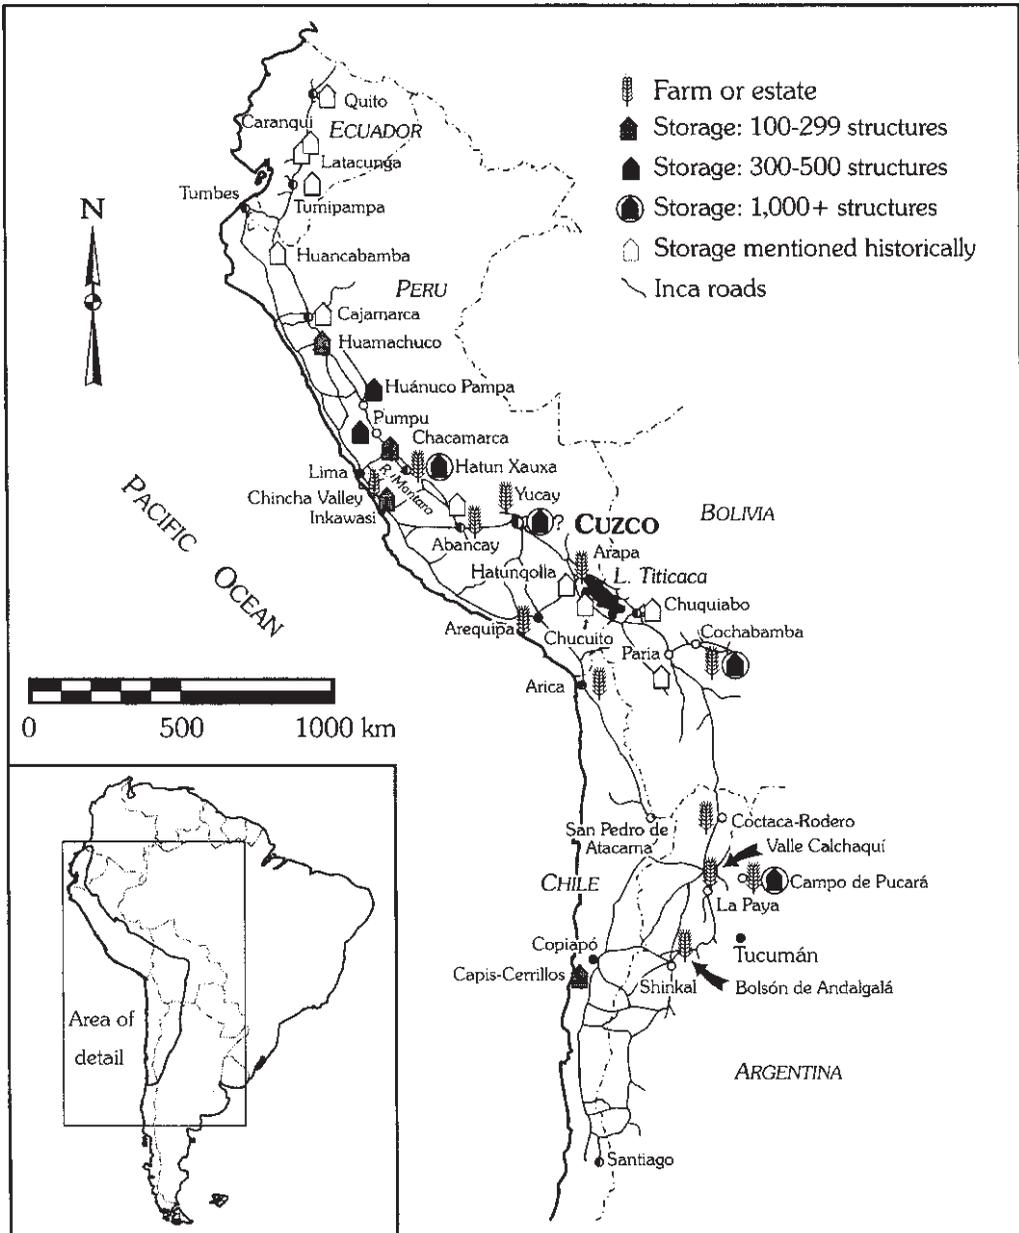 Quito
Caranqui
ECUADOR
Latacunga
?
Tumbes
Tumipampa
N
Huancabamba
PERU
Cajamarca
Huamachuco
Huánuco Pampa
Pumpu
Chacamarca
Lima
Hatun Xauxa
R. Mantaro
Chincha Valley
Inkawasi
Yucay
? CUZCO
BOLIVIA
Abancay
Arapa
Hatunqolla
L. Titicaca
Chuquiabo
Arequipa
Chucuito
Cochabamba
Paria
Arica
PACIFIC OCEAN
Farm or estate
Storage: 100-299 structures
Storage: 300-500 structures
Storage: 1,000+ structures
Storage mentioned historically
Inca roads
0 500 1000 km
San Pedro de
Atacama
Coctaca-Rodero
Valle Calchaquí
CHILE
Campo de Pucará
La Paya
Copiapó
Tucumán
Capis-Cerrillos
Shinkal
Bolsón de Andalgalá
ARGENTINA
Santiago
Area of
detail